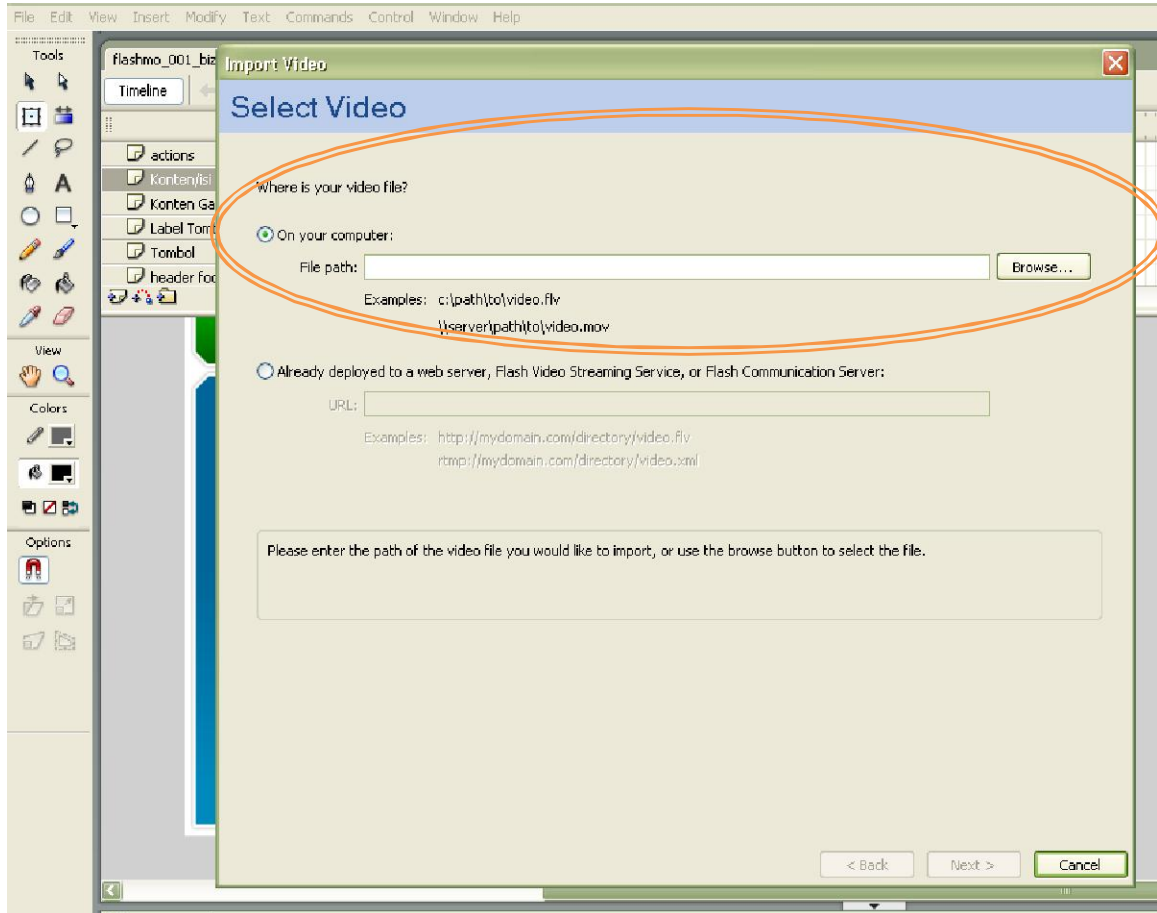 File Edit View Insert Modify Text Commands Control Window Help
Tools
View
Colors
Options
flashmo_001_biz
Timeline
actions
Konten/isi
Konten Ga
Label Tomb
Tombol
header foo
Import Video
Select Video
Where is your video file?
On your computer:
File path:
Browse...
Examples: c:\path\to\video.flv
\\server\path\to\video.mov
Already deployed to a web server, Flash Video Streaming Service, or Flash Communication Server:
URL:
Examples: http://mydomain.com/directory/video.flv
rtmp://mydomain.com/directory/video.xml
Please enter the path of the video file you would like to import, or use the browse button to select the file.
< Back Next > Cancel